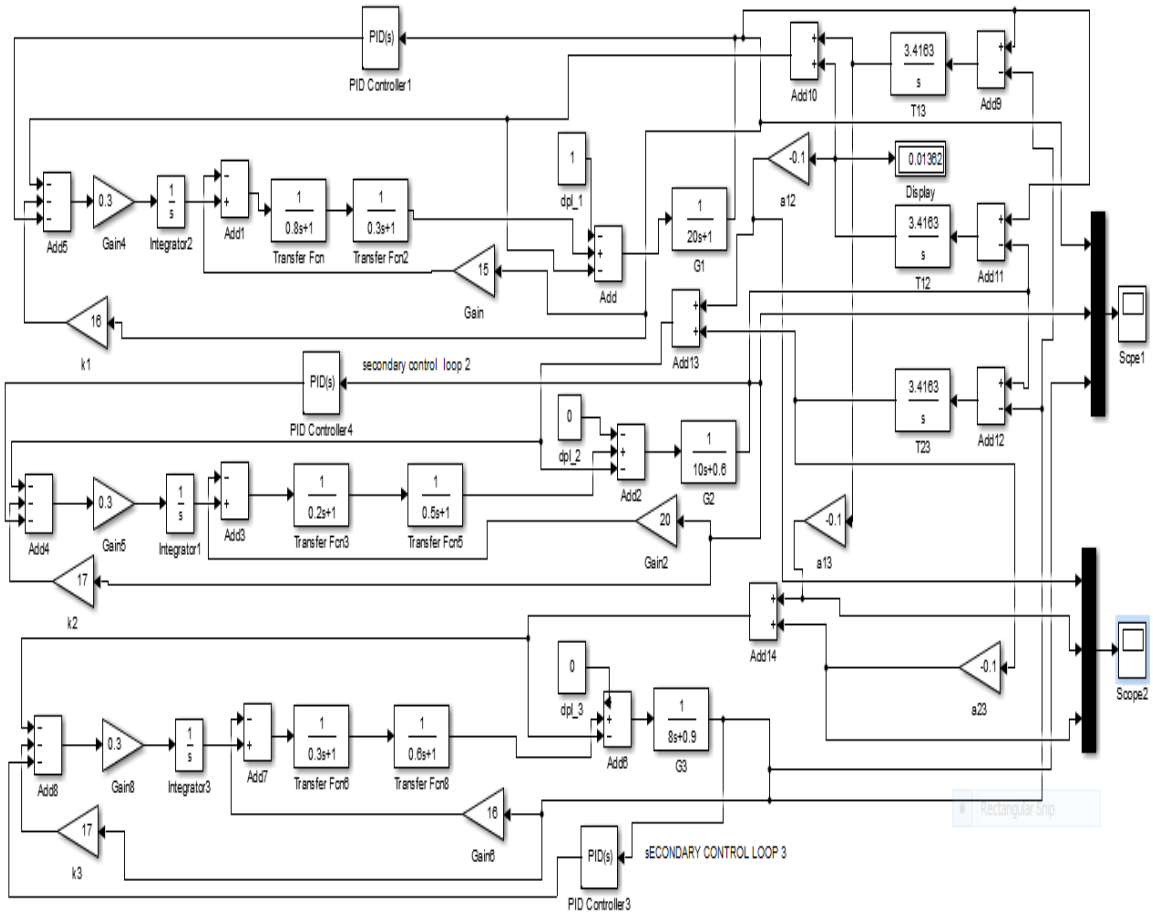 PID(s)
PID Controller1
+
+
Add10
3.4163
s
T13
+
−
Add9
1
dpl_1
-0.1
a12
0.01362
Display
−
−
−
Add5
0.3
Gain4
1
s
Integrator2
−
+
Add1
1
0.8s+1
Transfer Fcn
1
0.3s+1
Transfer Fcn2
15
Gain
−
+
−
Add
1
20s+1
G1
3.4163
s
T12
+
−
Add11
16
k1
+
+
Add13
Scpe1
secondary control loop 2
PID(s)
PID Controller4
3.4163
s
T23
+
−
Add12
0
dpl_2
−
+
−
Add2
1
10s+0.6
G2
−
−
−
Add4
0.3
Gain5
1
s
Integrator1
−
+
Add3
1
0.2s+1
Transfer Fcn3
1
0.5s+1
Transfer Fcn5
20
Gain2
-0.1
a13
17
k2
+
+
Add14
Scope2
-0.1
a23
0
dpl_3
+
−
Add6
1
8s+0.9
G3
−
−
−
Add8
0.3
Gain8
1
s
Integrator3
−
+
Add7
1
0.3s+1
Transfer Fcn6
1
0.6s+1
Transfer Fcn8
16
Gain6
17
k3
Rectangular Snip
sECONDARY CONTROL LOOP 3
PID(s)
PID Controller3